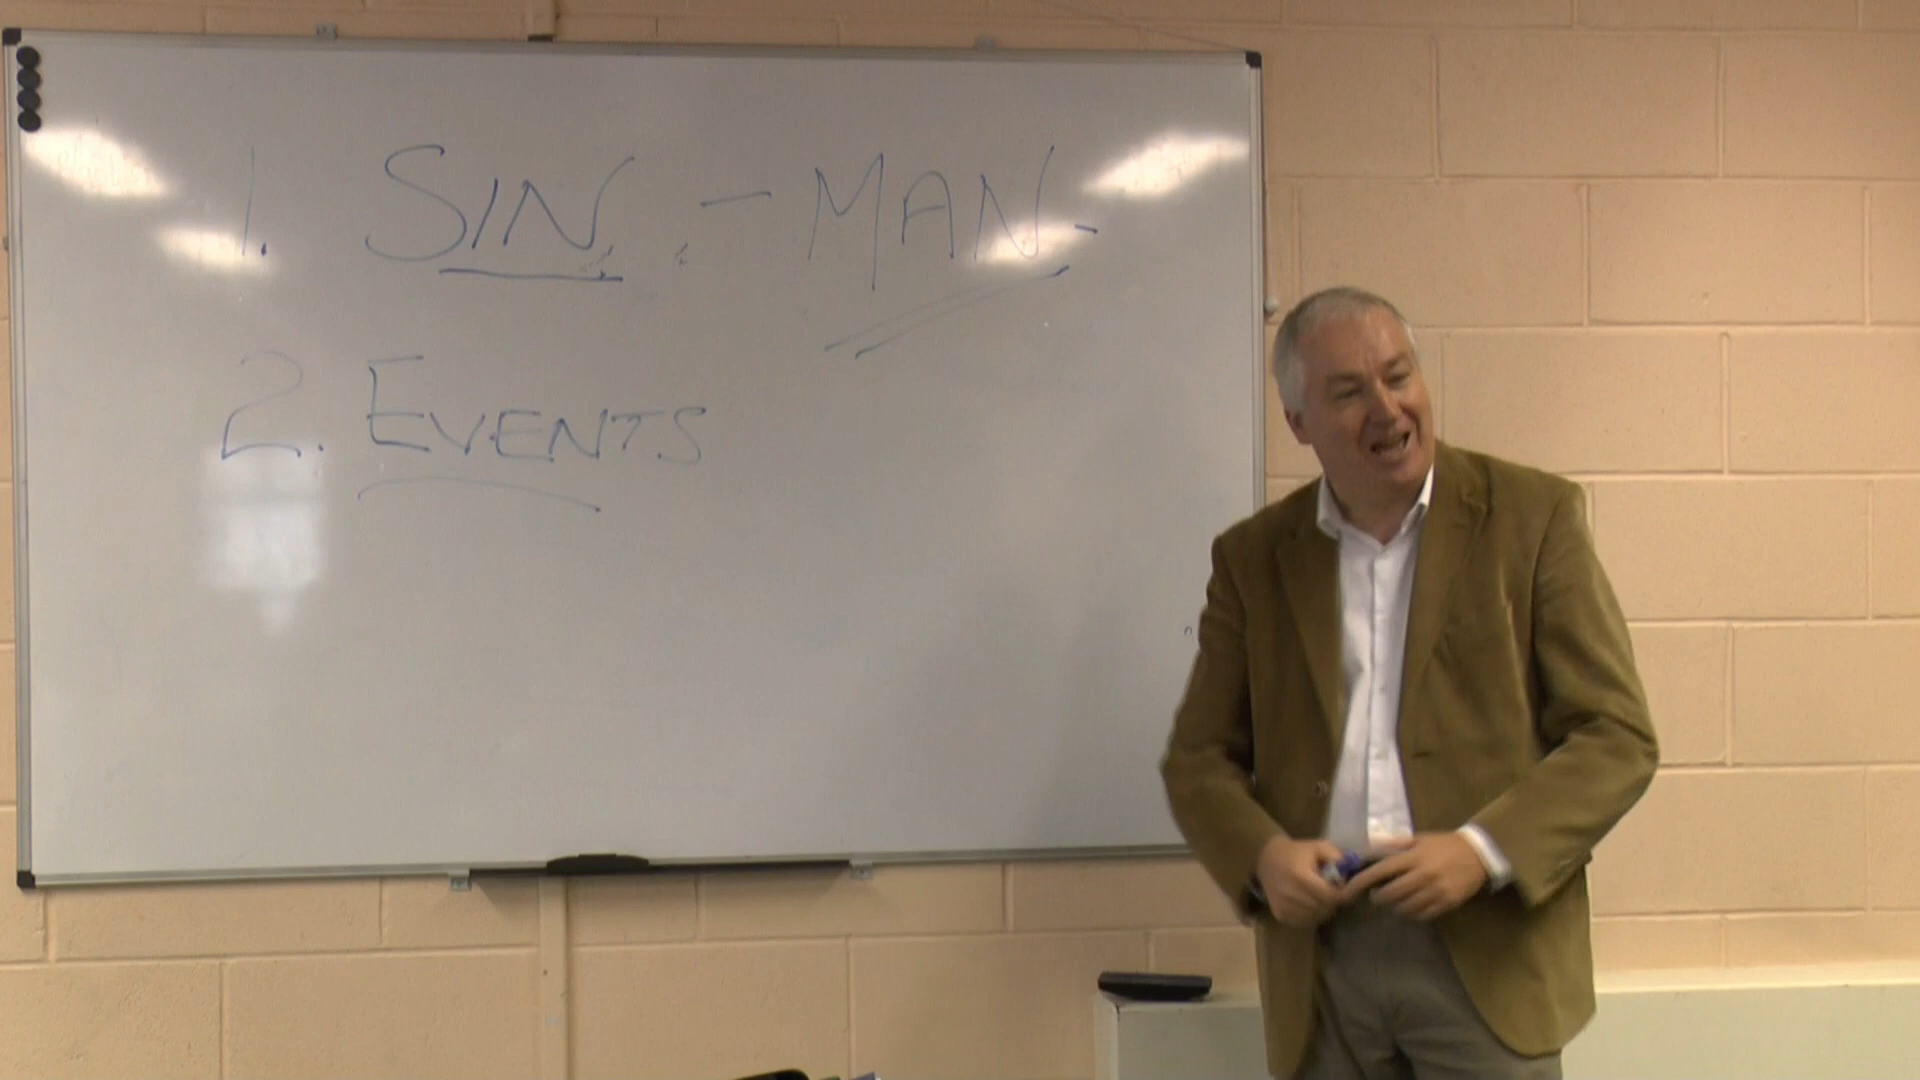 1. SIN. - MAN -
2. EVENTS